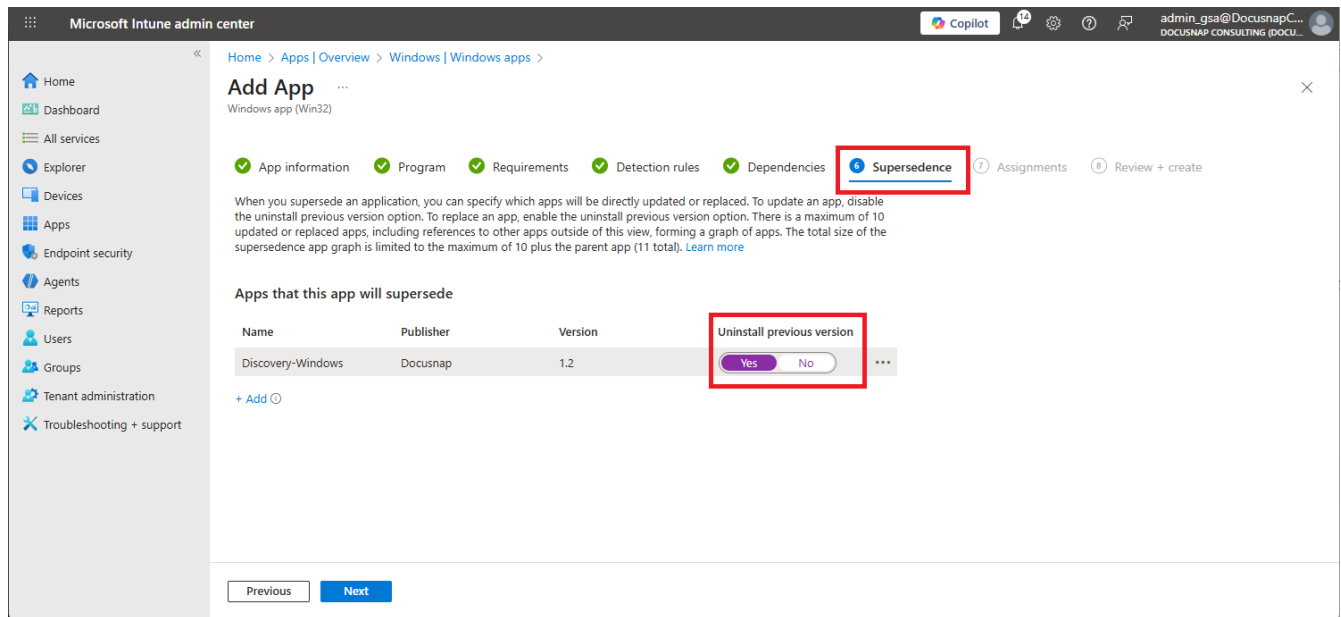 Microsoft Intune admin center
Copilot
14
admin_gsa@DocusnapC...
DOCUSNAP CONSULTING (DOCU...
Home
Dashboard
All services
Explorer
Devices
Apps
Endpoint security
Agents
Reports
Users
Groups
Tenant administration
Troubleshooting + support
Home > Apps | Overview > Windows | Windows apps >
Add App ...
Windows app (Win32)
App information Program Requirements Detection rules Dependencies 6 Supersedence 7 Assignments 8 Review + create
When you supersede an application, you can specify which apps will be directly updated or replaced. To update an app, disable
the uninstall previous version option. To replace an app, enable the uninstall previous version option. There is a maximum of 10
updated or replaced apps, including references to other apps outside of this view, forming a graph of apps. The total size of the
supersedence app graph is limited to the maximum of 10 plus the parent app (11 total). Learn more
Apps that this app will supersede
Name Publisher Version Uninstall previous version
Discovery-Windows Docusnap 1.2 Yes No ...
+ Add
Previous Next